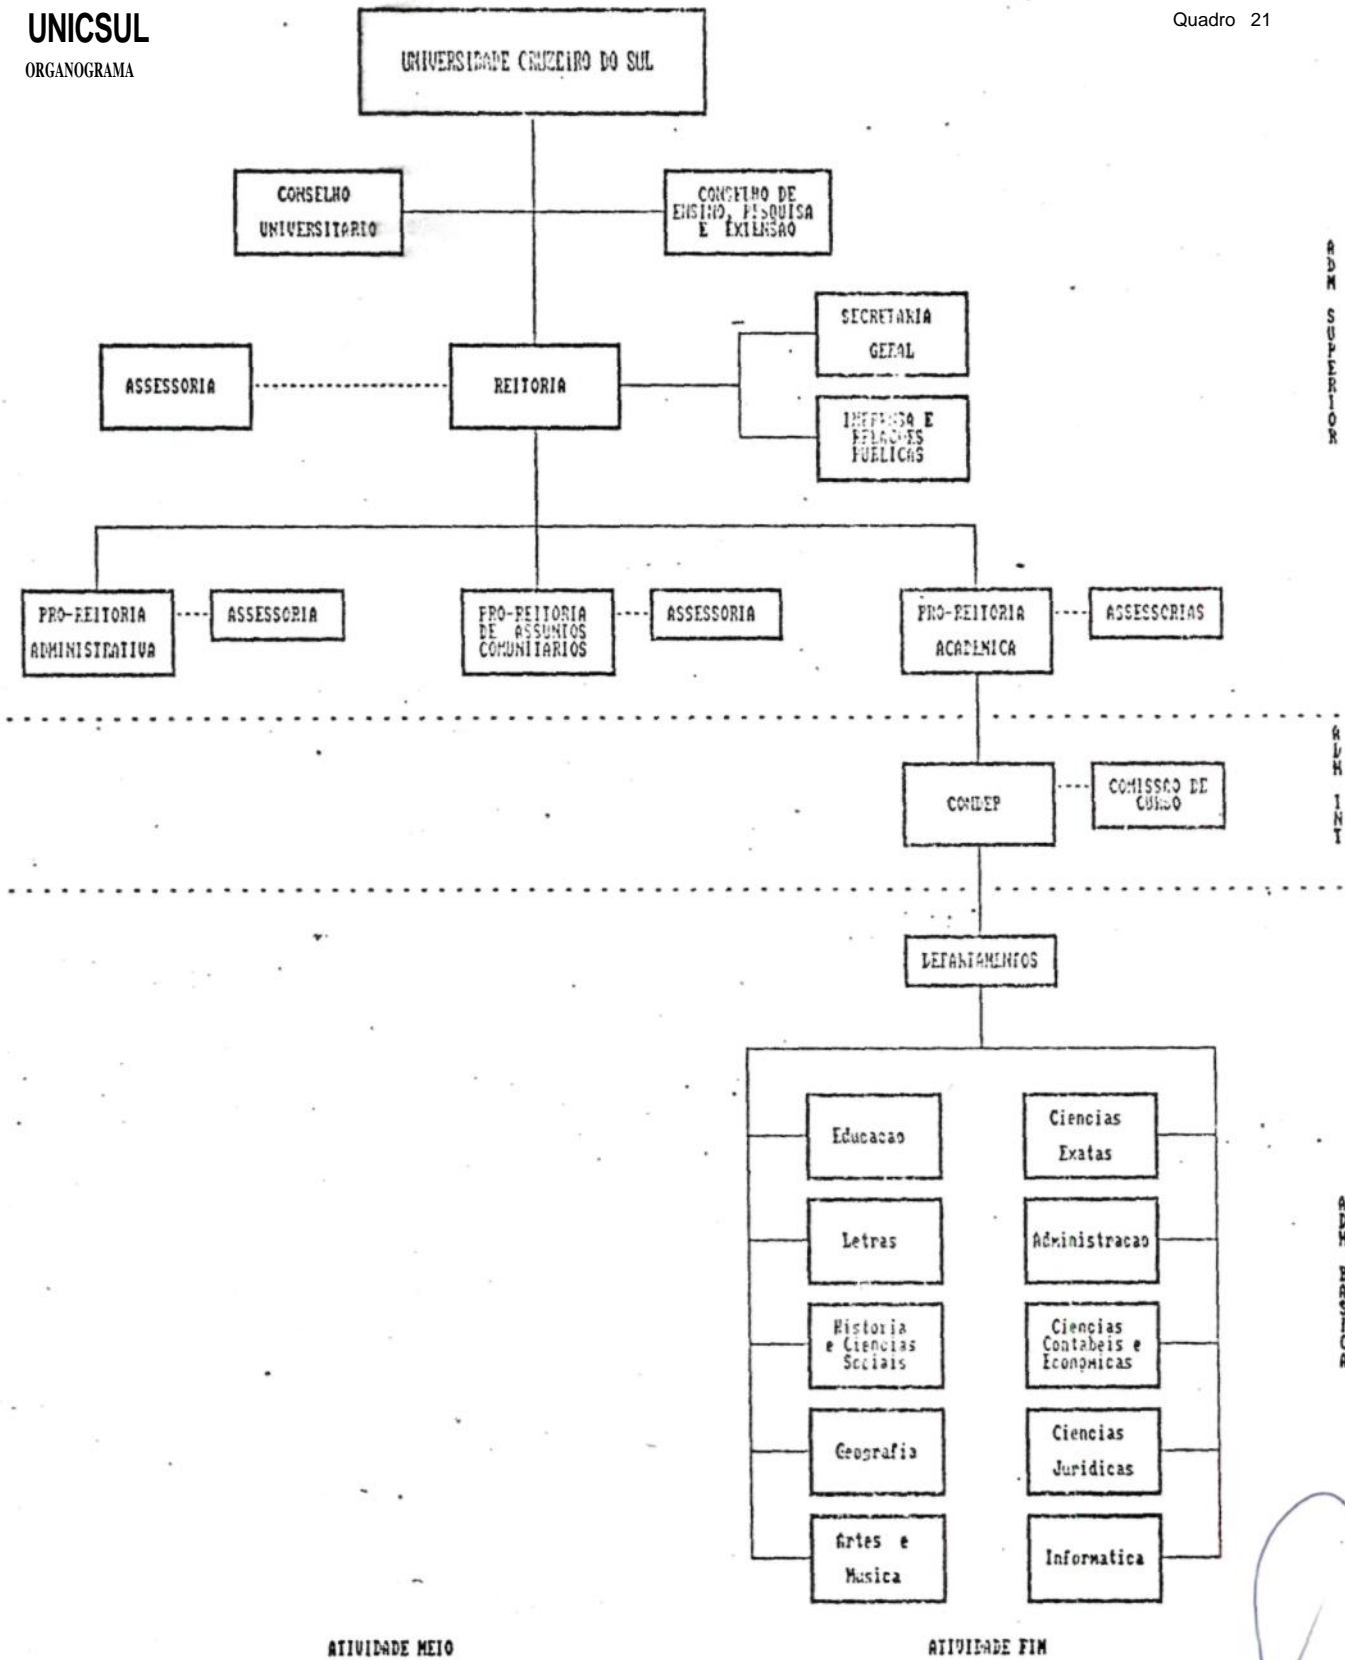 UNICSUL
Quadro 21
ORGANOGRAMA
UNIVERSIDADE CRUZEIRO DO SUL
CONSELHO
UNIVERSITARIO
CONSELHO DE
ENSINO, PESQUISA
E EXTENSAO
ADM SUPERIOR
SECRETARIA
GERAL
ASSESSORIA
REITORIA
IMPRENSA E
RELACOES
PUBLICAS
PRO-REITORIA
ADMINISTRATIVA
ASSESSORIA
PRO-REITORIA
DE ASSUNTOS
COMUNITARIOS
ASSESSORIA
PRO-REITORIA
ACADEMICA
ASSESSORIAS
ADM INT
CONDEP
COMISSAO DE
CURSO
DEPARTAMENTOS
Educacao
Ciencias
Exatas
Letras
Administracao
ADM BASICA
Historia
e Ciencias
Sociais
Ciencias
Contabeis e
Economicas
Geografia
Ciencias
Juridicas
Artes e
Musica
Informatica
ATIVIDADE MEIO
ATIVIDADE FIM